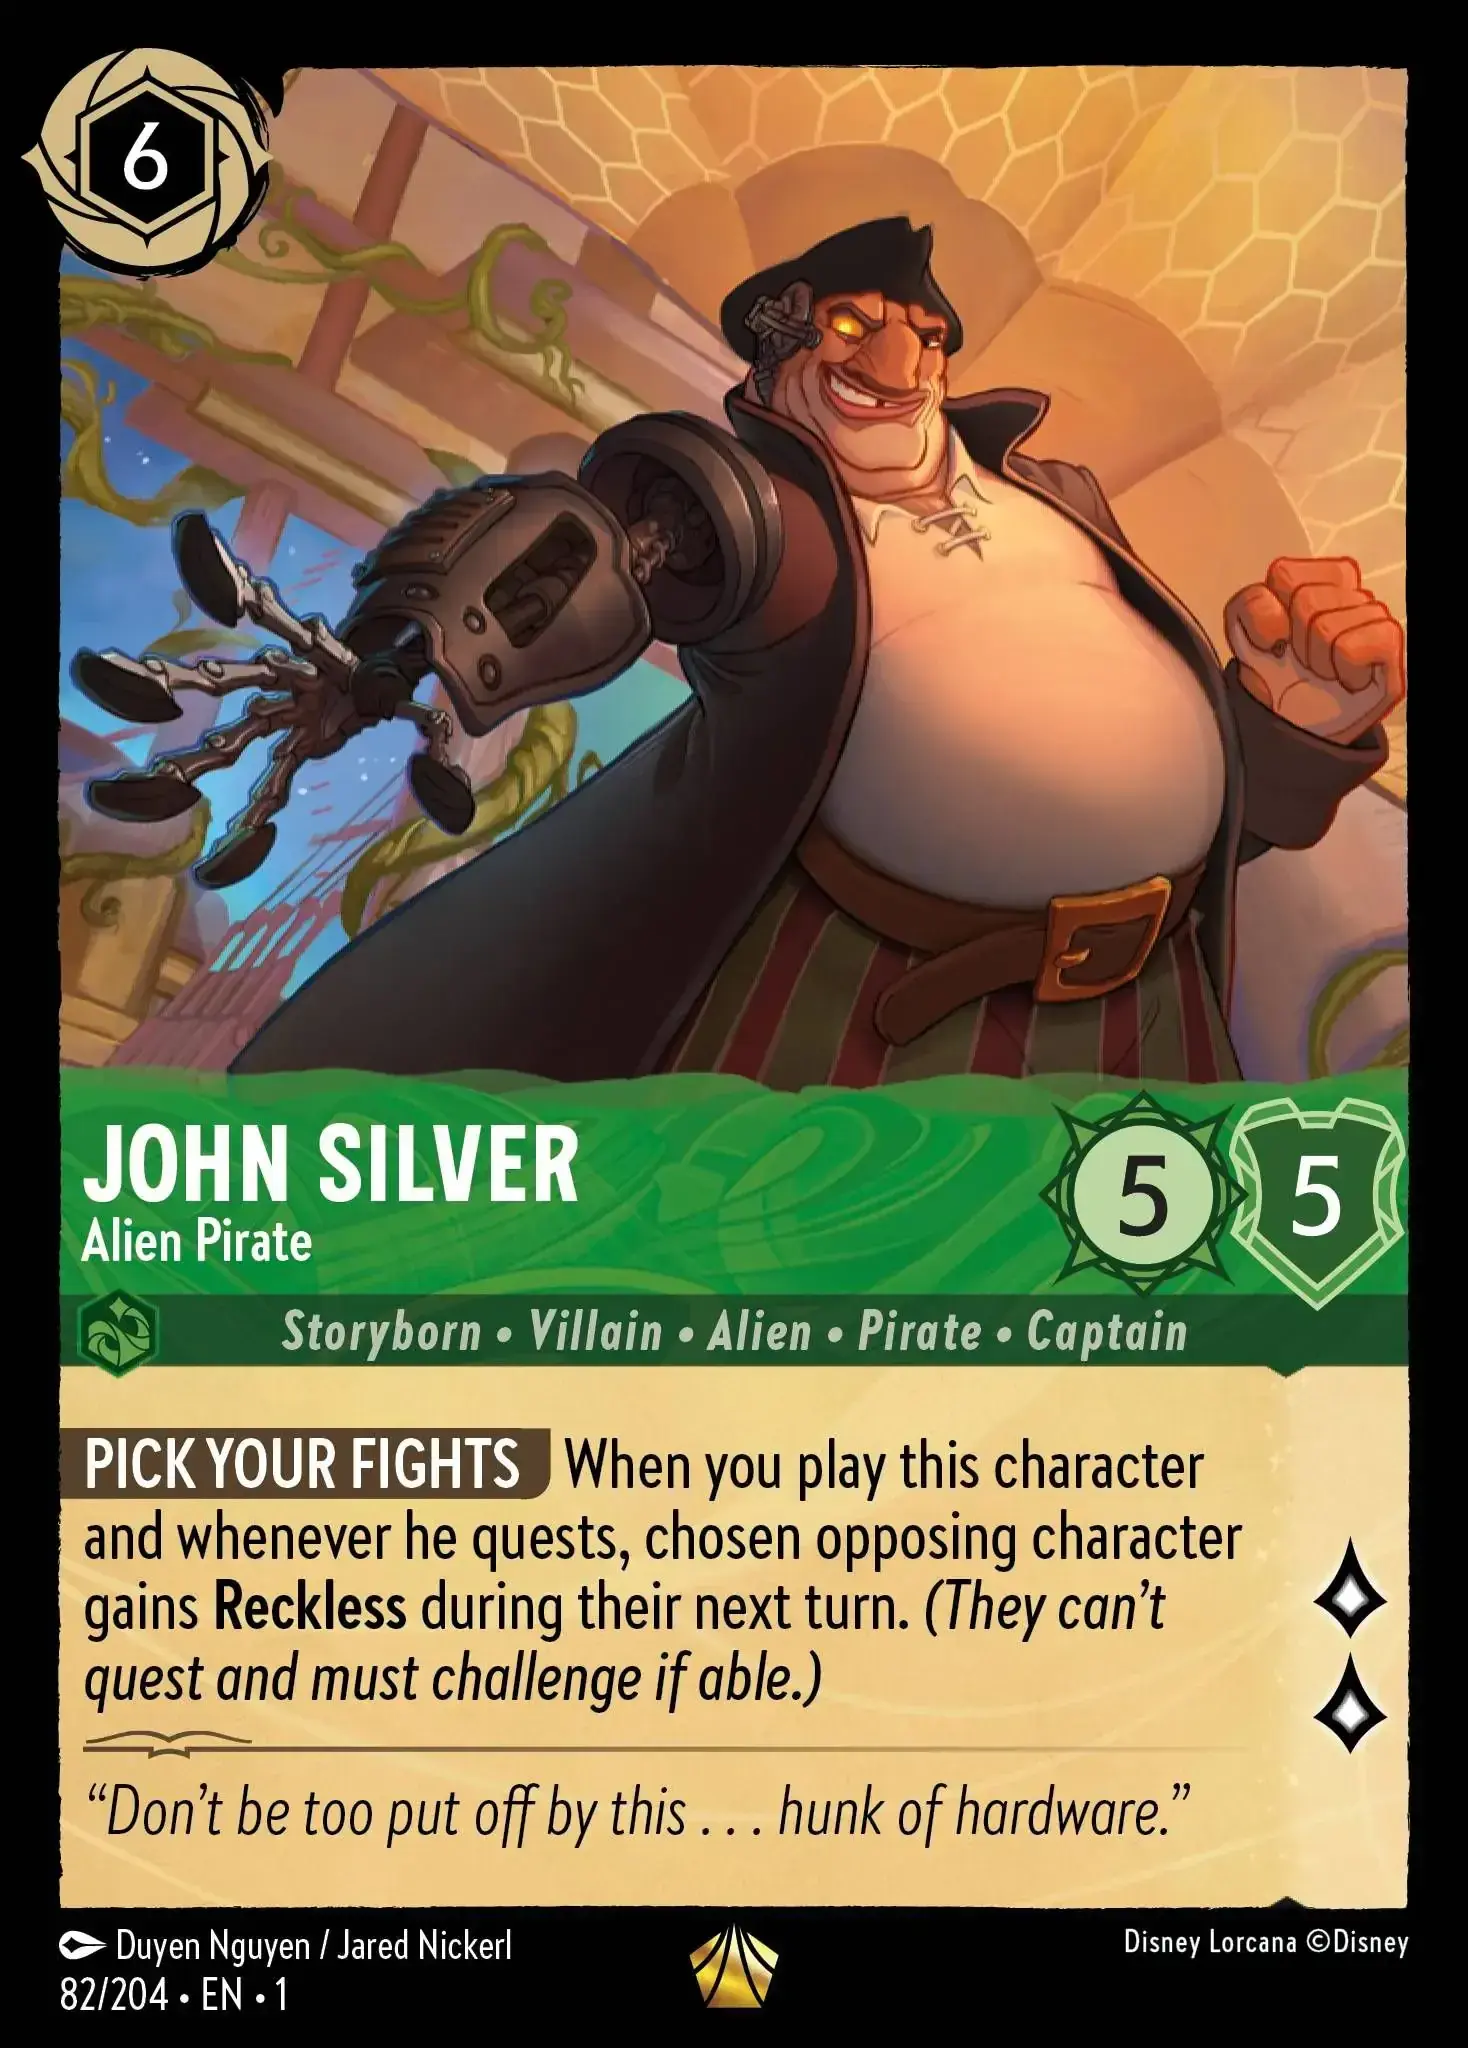 6
JOHN SILVER
Alien Pirate
5 5
Storyborn • Villain • Alien • Pirate • Captain
PICK YOUR FIGHTS When you play this character
and whenever he quests, chosen opposing character
gains Reckless during their next turn. (They can’t
quest and must challenge if able.)
“Don’t be too put off by this . . . hunk of hardware.”
Duyen Nguyen / Jared Nickerl
Disney Lorcana ©Disney
82/204 • EN • 1